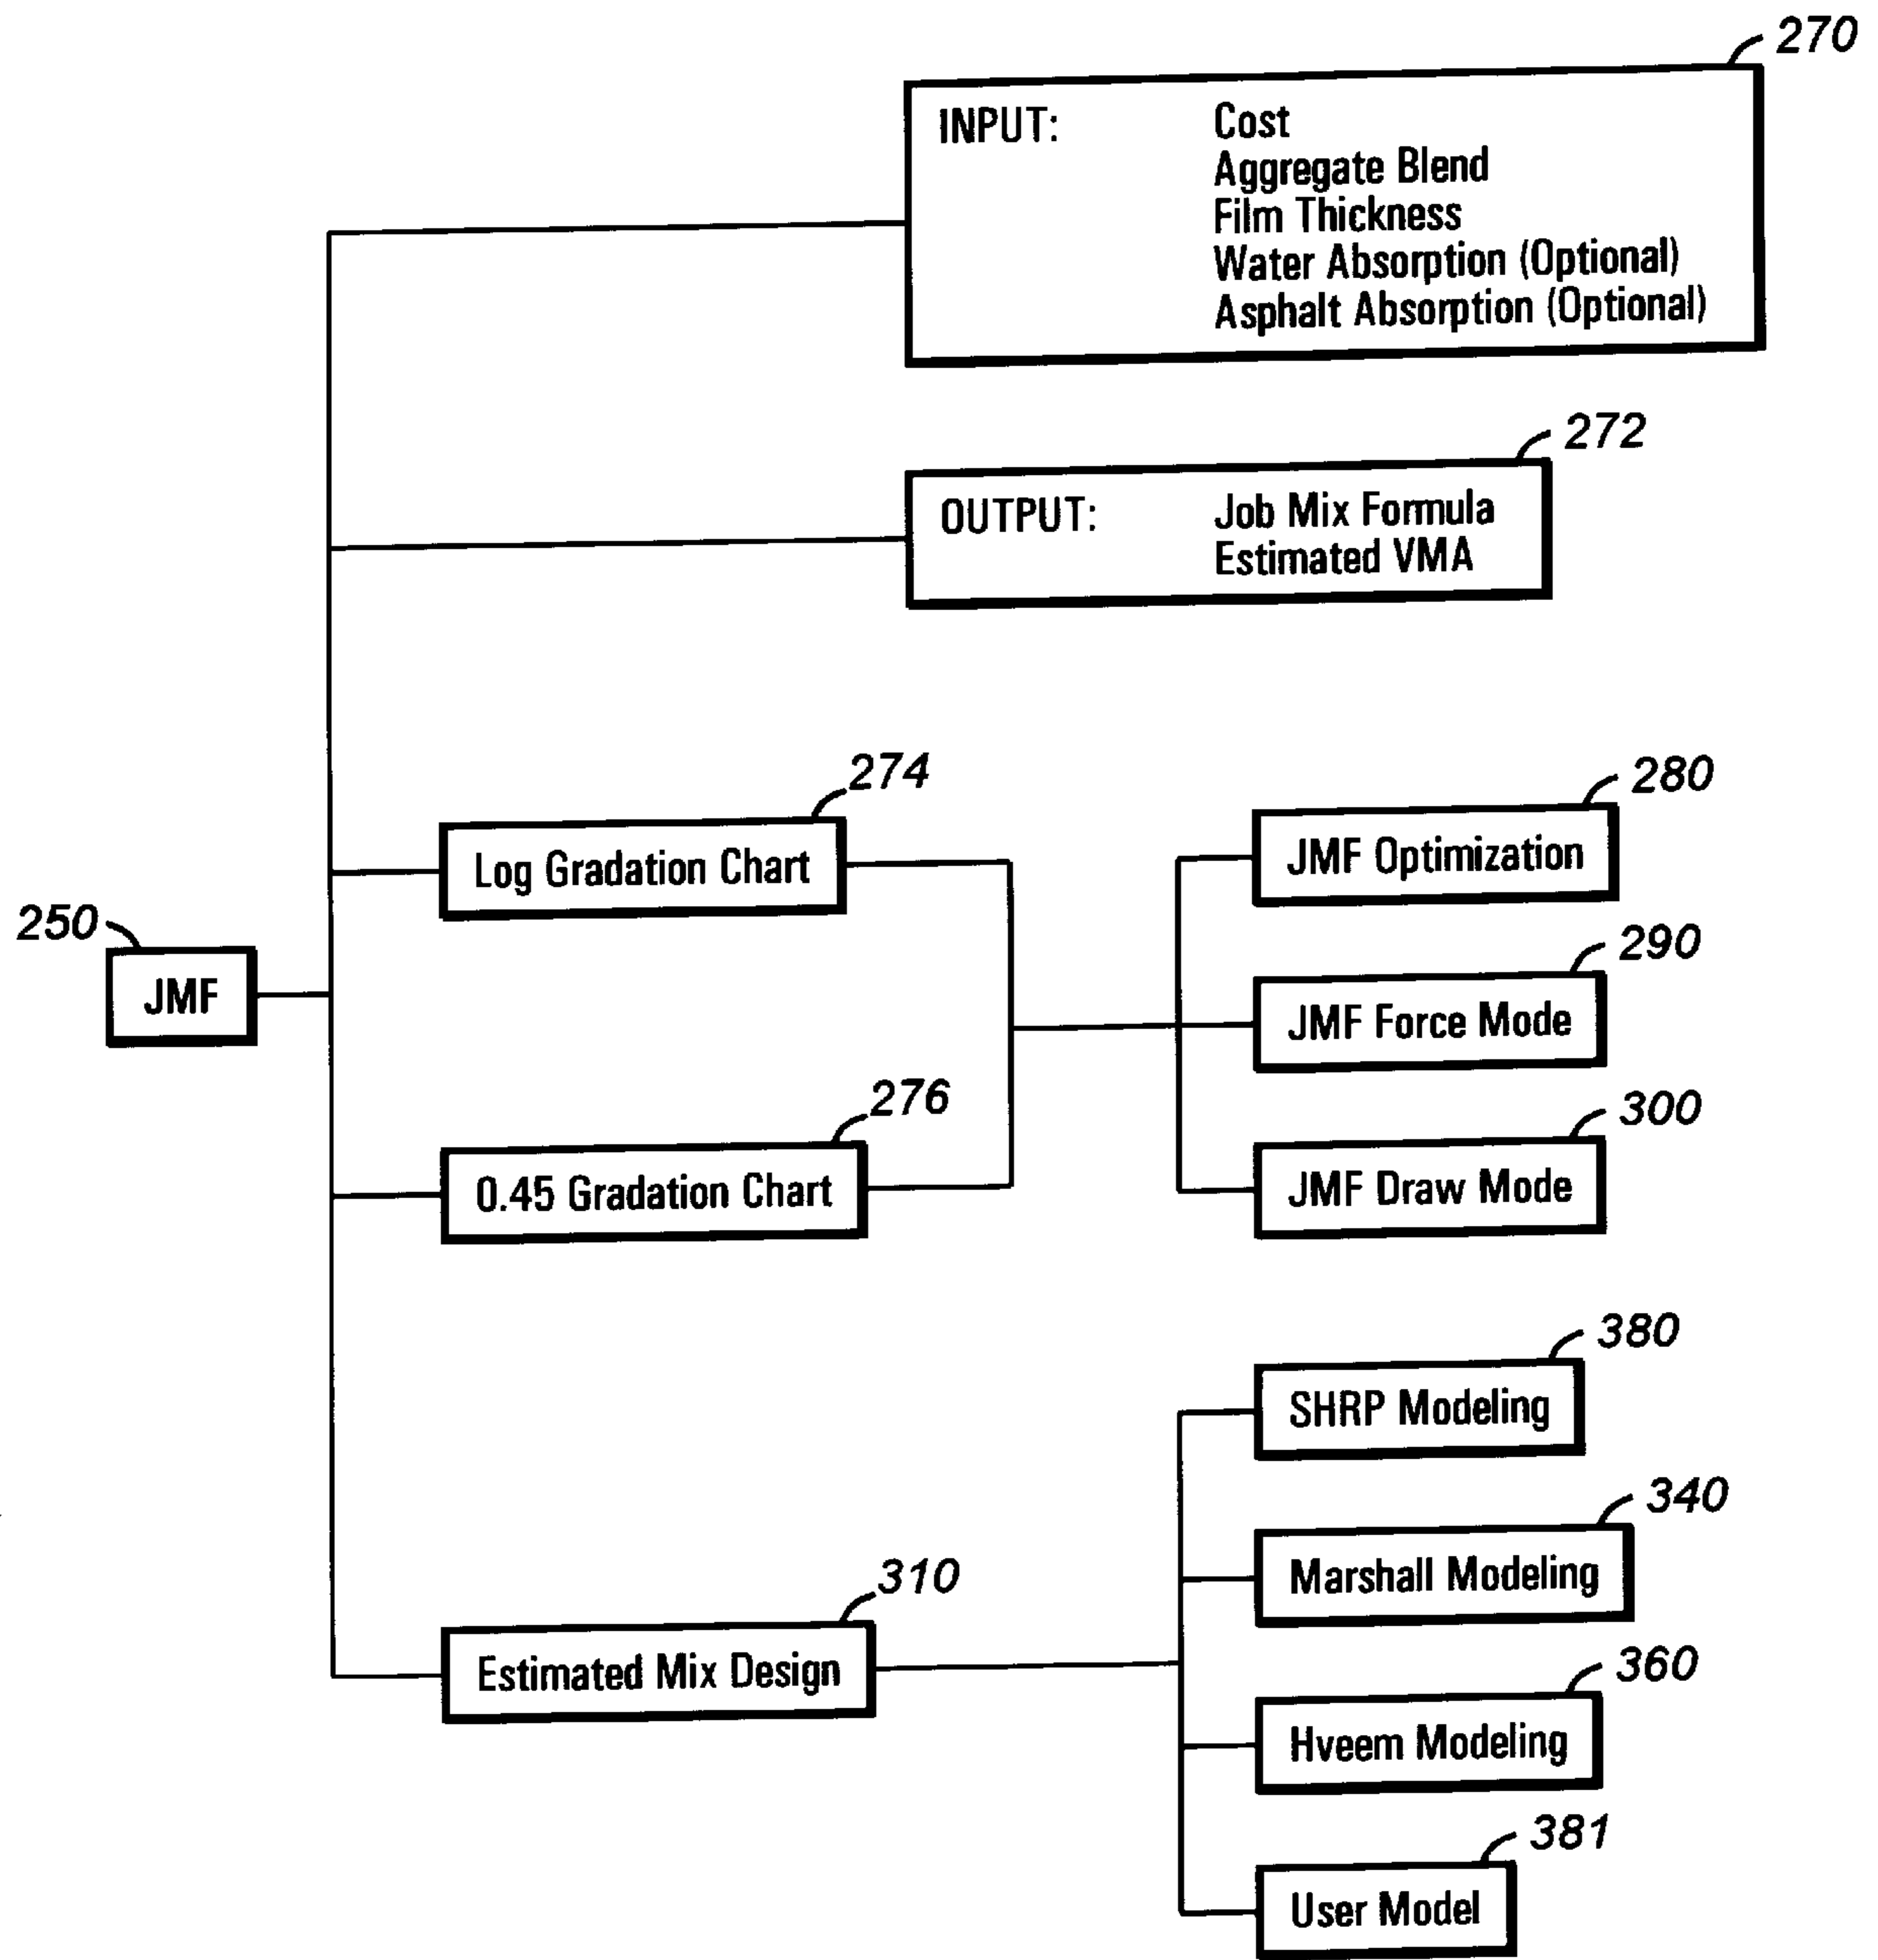 270
INPUT: Cost
Aggregate Blend
Film Thickness
Water Absorption (Optional)
Asphalt Absorption (Optional)
272
OUTPUT: Job Mix Formula
Estimated VMA
274
Log Gradation Chart
280
JMF Optimization
250
JMF
290
JMF Force Mode
276
0.45 Gradation Chart
300
JMF Draw Mode
380
SHRP Modeling
340
Marshall Modeling
310
Estimated Mix Design
360
Hveem Modeling
381
User Model